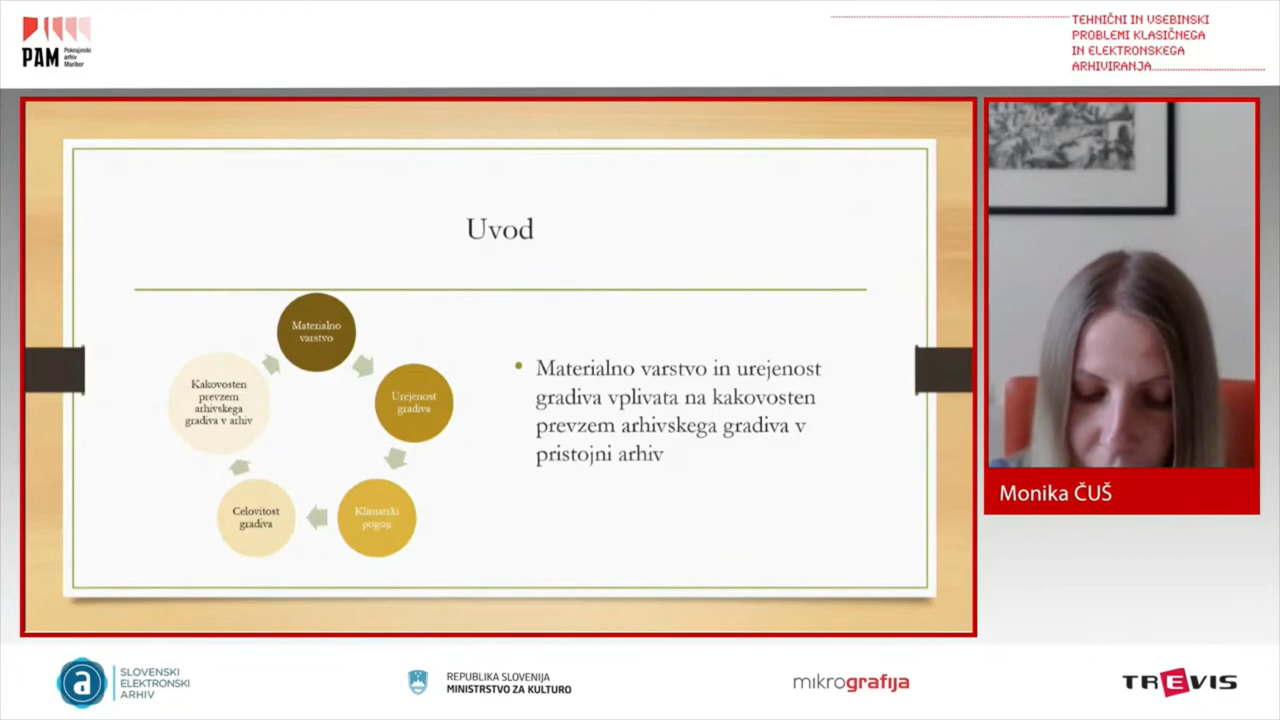 PAM
Pokrajinski
arhiv
Maribor
TEHNIČNI IN VSEBINSKI
PROBLEMI KLASIČNEGA
IN ELEKTRONSKEGA
ARHIVIRANJA
Uvod
Materialno
varstvo
Urejenost
gradiva
Klimatski
pogoji
Celovitost
gradiva
Kakovosten
prevzem
arhivskega
gradiva v arhiv
• Materialno varstvo in urejenost
gradiva vplivata na kakovosten
prevzem arhivskega gradiva v
pristojni arhiv
Monika ČUŠ
a
SLOVENSKI
ELEKTRONSKI
ARHIV
REPUBLIKA SLOVENIJA
MINISTRSTVO ZA KULTURO
mikrografija
TREVIS